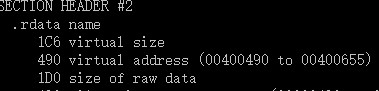 SECTION HEADER #2
.rdata name
1C6 virtual size
490 virtual address (00400490 to 00400655)
1D0 size of raw data